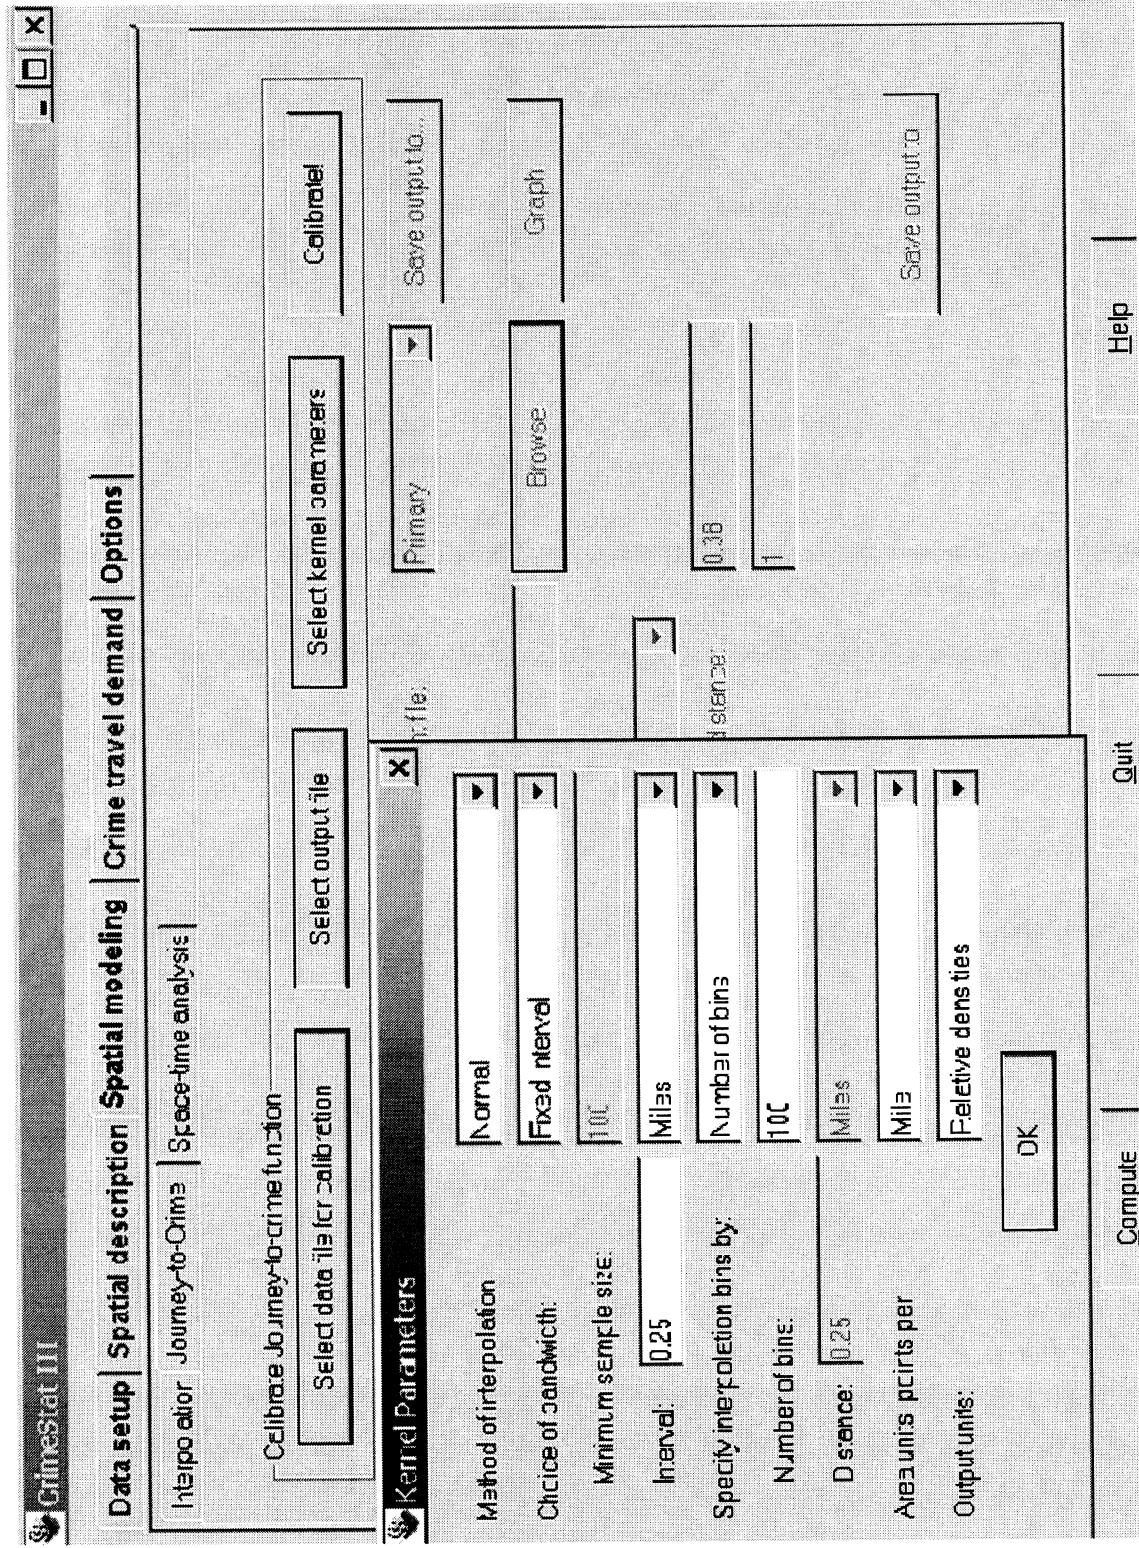 CrimeStat III
Data setup Spatial description Spatial modeling Crime travel demand Options
Interpolation Journey-to-Crime Space-time analysis
Calibrate Journey-to-crime function
Select data file for calibration Select output file Select kernel parameters Calibrate!
Primary Save output to...
Browse Graph
0.38
1
Save output to
Kernel Parameters
Method of interpolation Normal
Choice of bandwidth: Fixed interval
Minimum sample size: 100
Interval: 0.25 Miles
Specify interpolation bins by: Number of bins
Number of bins: 100
Distance: 0.25 Miles
Area units: points per Mile
Output units: Relative densities
OK
Compute Quit Help